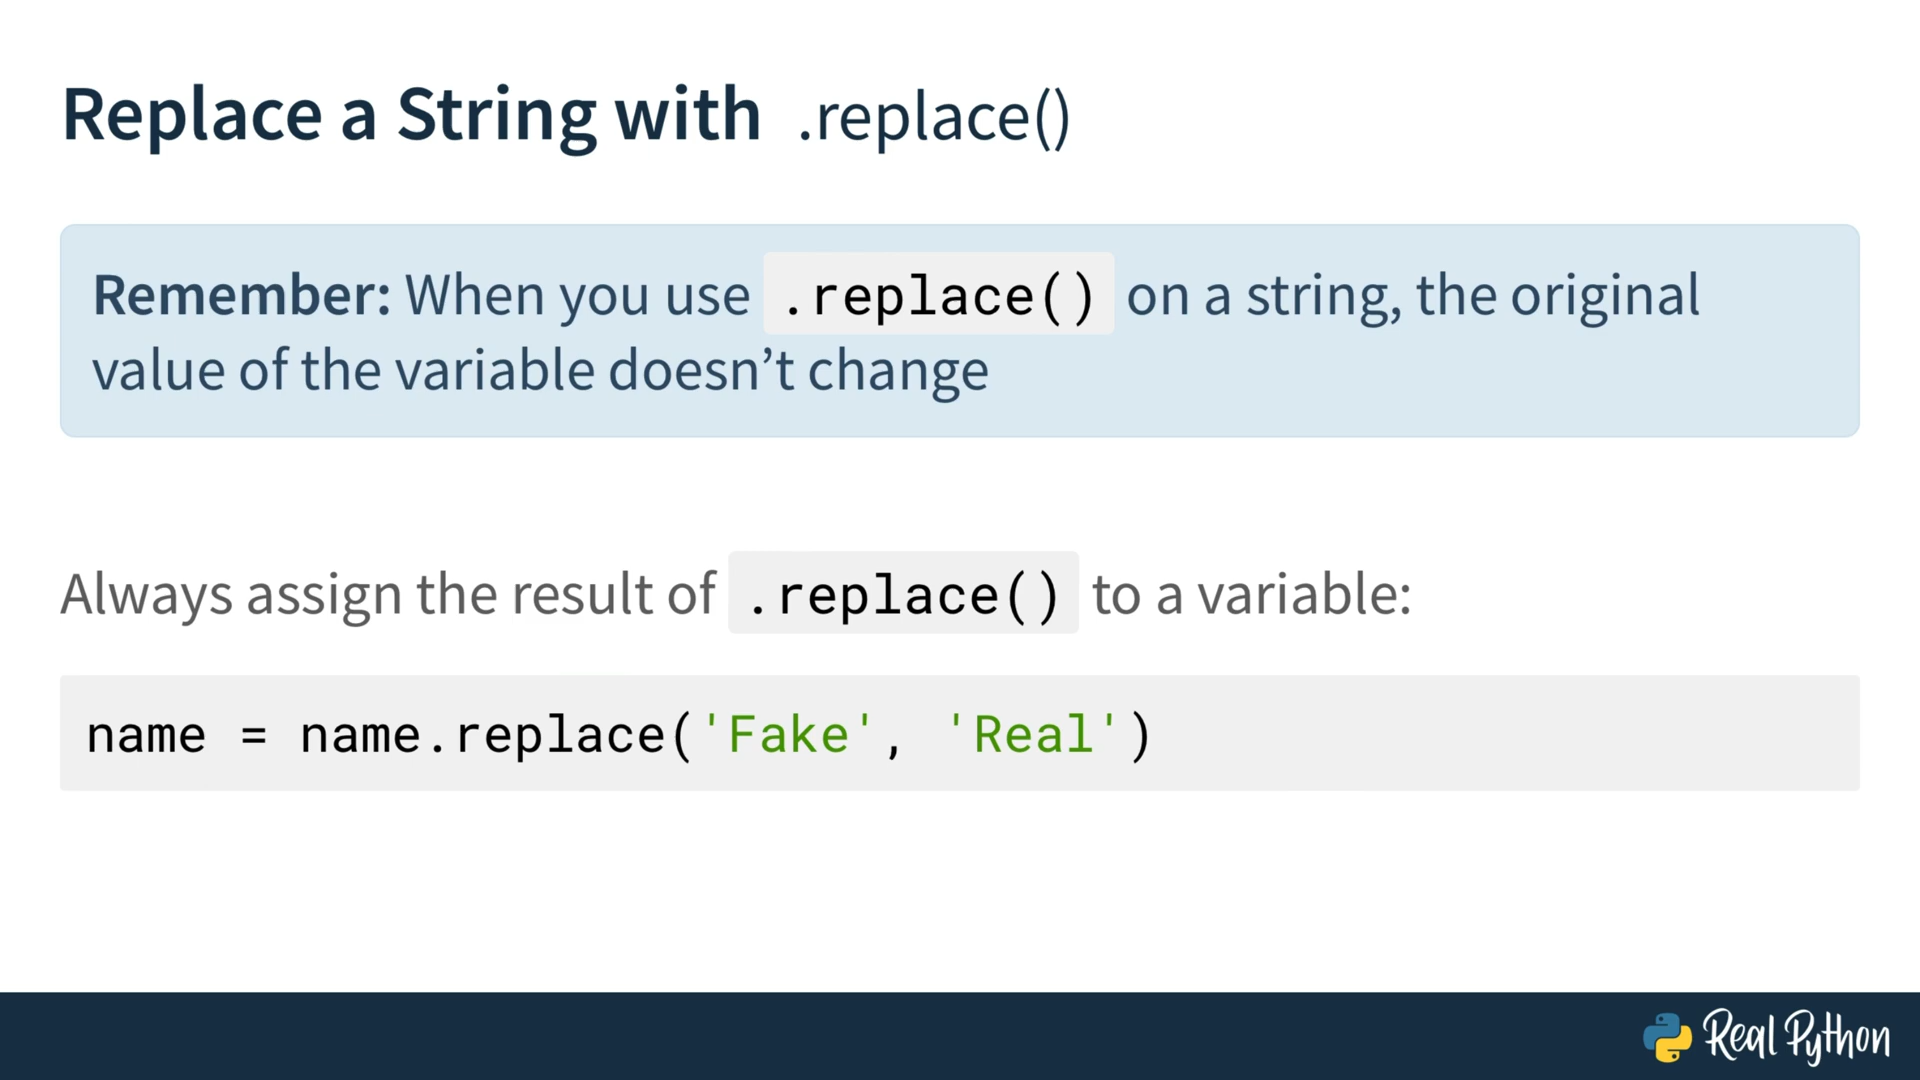 Replace a String with .replace()
Remember: When you use .replace() on a string, the original
value of the variable doesn’t change
Always assign the result of .replace() to a variable:
name = name.replace('Fake', 'Real')
Real Python